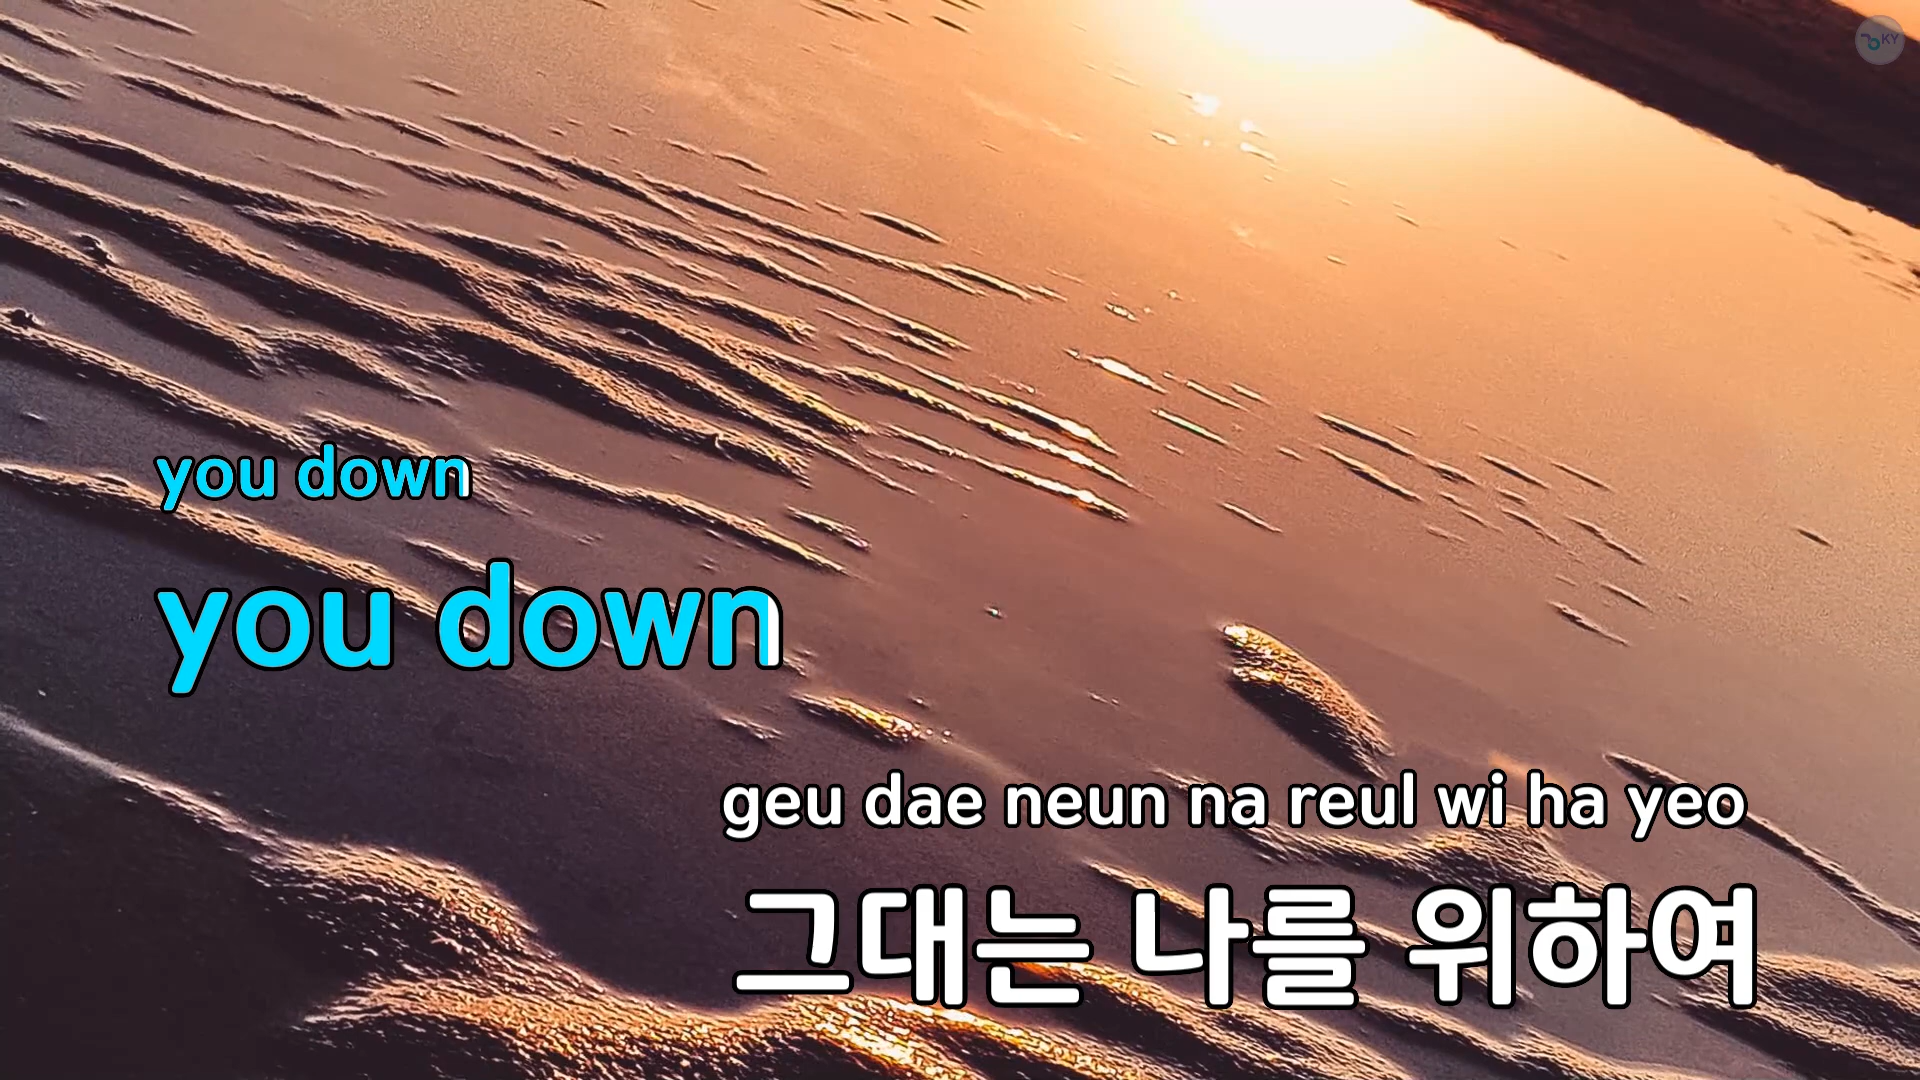 KY
you down
you down
geu dae neun na reul wi ha yeo
그대는 나를 위하여